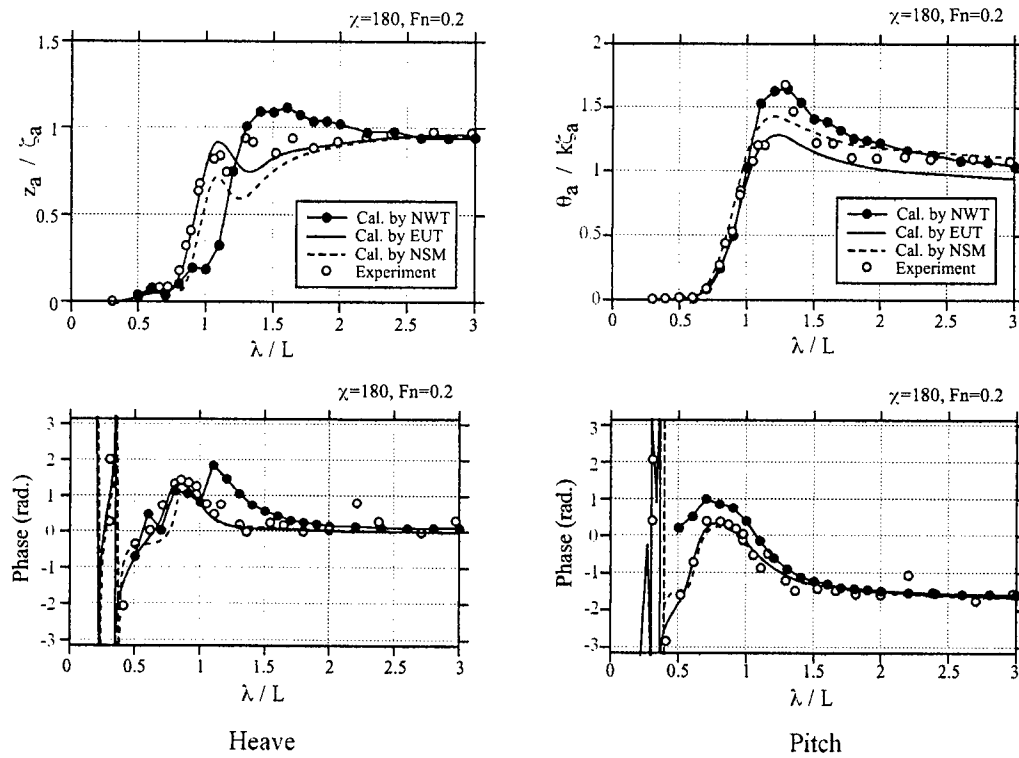 χ=180, Fn=0.2
1.5
1
0.5
0
z_a / ζ_a
Cal. by NWT
Cal. by EUT
Cal. by NSM
Experiment
0 0.5 1 1.5 2 2.5 3
λ / L
χ=180, Fn=0.2
2
1.5
1
0.5
0
θ_a / kζ_a
Cal. by NWT
Cal. by EUT
Cal. by NSM
Experiment
0 0.5 1 1.5 2 2.5 3
λ / L
χ=180, Fn=0.2
3
2
1
0
-1
-2
-3
Phase (rad.)
0 0.5 1 1.5 2 2.5 3
λ / L
Heave
χ=180, Fn=0.2
3
2
1
0
-1
-2
-3
Phase (rad.)
0 0.5 1 1.5 2 2.5 3
λ / L
Pitch